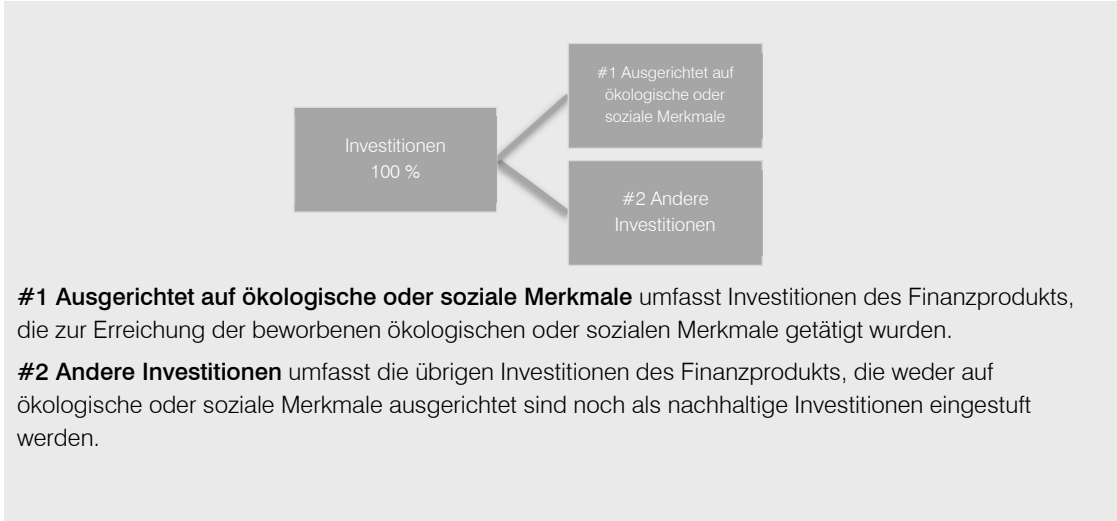 #1 Ausgerichtet auf
ökologische oder
soziale Merkmale
Investitionen
100 %
#2 Andere
Investitionen
#1 Ausgerichtet auf ökologische oder soziale Merkmale umfasst Investitionen des Finanzprodukts,
die zur Erreichung der beworbenen ökologischen oder sozialen Merkmale getätigt wurden.
#2 Andere Investitionen umfasst die übrigen Investitionen des Finanzprodukts, die weder auf
ökologische oder soziale Merkmale ausgerichtet sind noch als nachhaltige Investitionen eingestuft
werden.